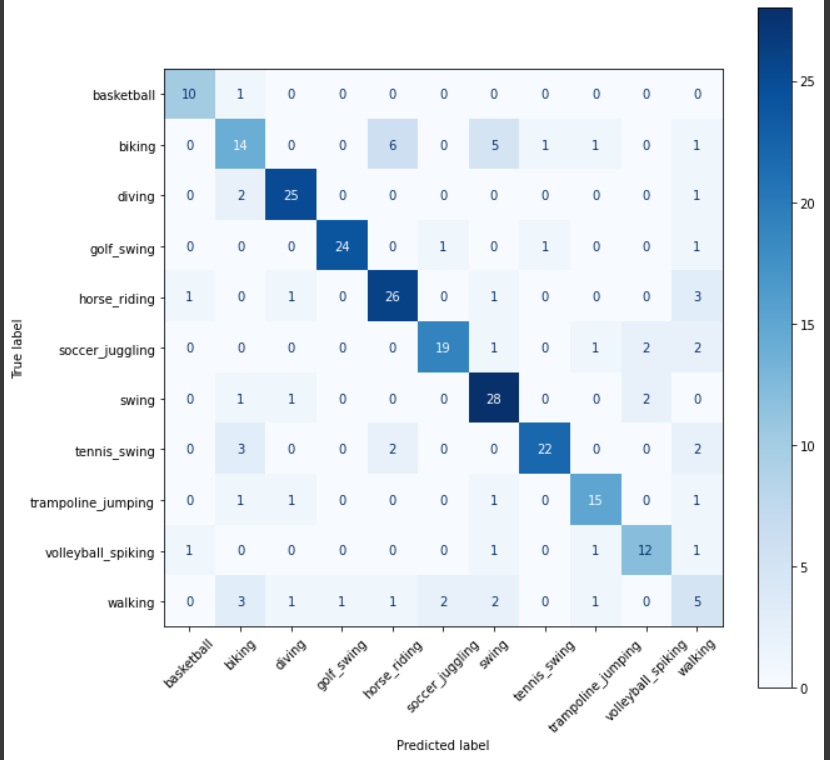 basketball 10 1 0 0 0 0 0 0 0 0 0
biking 0 14 0 0 6 0 5 1 1 0 1
diving 0 2 25 0 0 0 0 0 0 0 1
golf_swing 0 0 0 24 0 1 0 1 0 0 1
horse_riding 1 0 1 0 26 0 1 0 0 0 3
soccer_juggling 0 0 0 0 0 19 1 0 1 2 2
swing 0 1 1 0 0 0 28 0 0 2 0
tennis_swing 0 3 0 0 2 0 0 22 0 0 2
trampoline_jumping 0 1 1 0 0 0 1 0 15 0 1
volleyball_spiking 1 0 0 0 0 0 1 0 1 12 1
walking 0 3 1 1 1 2 2 0 1 0 5
basketball biking diving golf_swing horse_riding soccer_juggling swing tennis_swing trampoline_jumping volleyball_spiking walking
Predicted label
True label
25
20
15
10
5
0